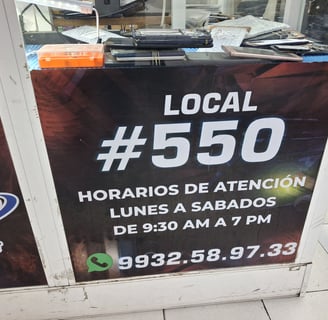 LOCAL
#550
HORARIOS DE ATENCIÓN
LUNES A SABADOS
DE 9:30 AM A 7 PM
9932.58.97.33